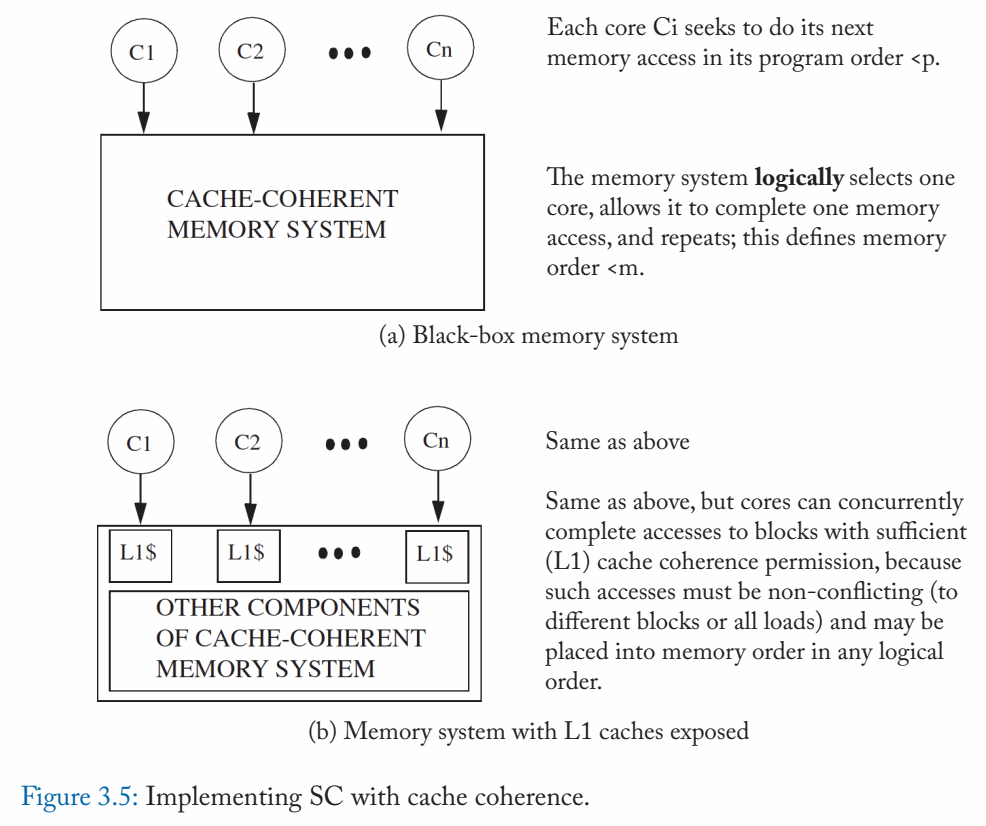 C1
C2
Cn
Each core Ci seeks to do its next
memory access in its program order <p.
CACHE-COHERENT
MEMORY SYSTEM
The memory system logically selects one
core, allows it to complete one memory
access, and repeats; this defines memory
order <m.
(a) Black-box memory system
C1
C2
Cn
Same as above
L1$
L1$
L1$
OTHER COMPONENTS
OF CACHE-COHERENT
MEMORY SYSTEM
Same as above, but cores can concurrently
complete accesses to blocks with sufficient
(L1) cache coherence permission, because
such accesses must be non-conflicting (to
different blocks or all loads) and may be
placed into memory order in any logical
order.
(b) Memory system with L1 caches exposed
Figure 3.5: Implementing SC with cache coherence.